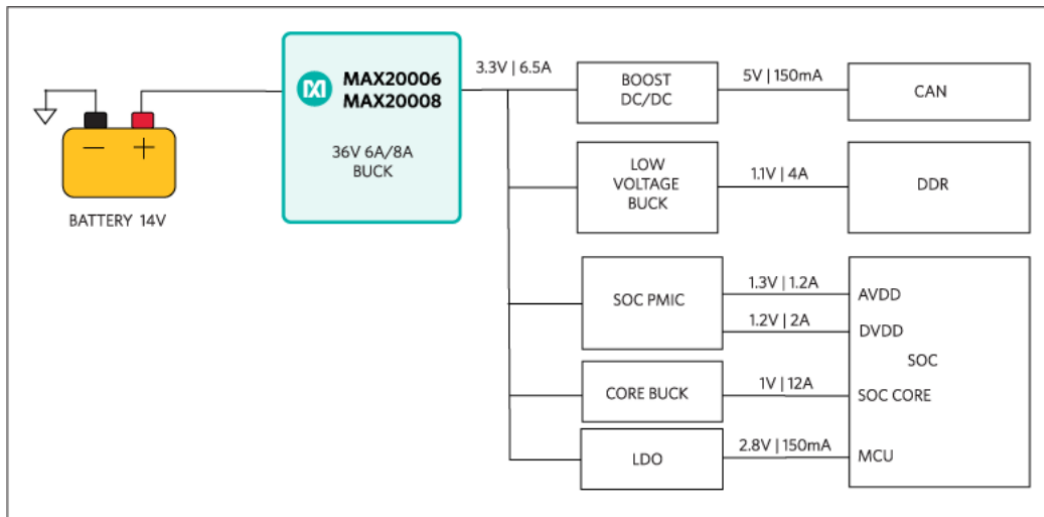 MAX20006
MAX20008
36V 6A/8A
BUCK
BATTERY 14V
3.3V | 6.5A
BOOST
DC/DC
5V | 150mA
CAN
LOW
VOLTAGE
BUCK
1.1V | 4A
DDR
SOC PMIC
1.3V | 1.2A
AVDD
1.2V | 2A
DVDD
SOC
CORE BUCK
1V | 12A
SOC CORE
LDO
2.8V | 150mA
MCU